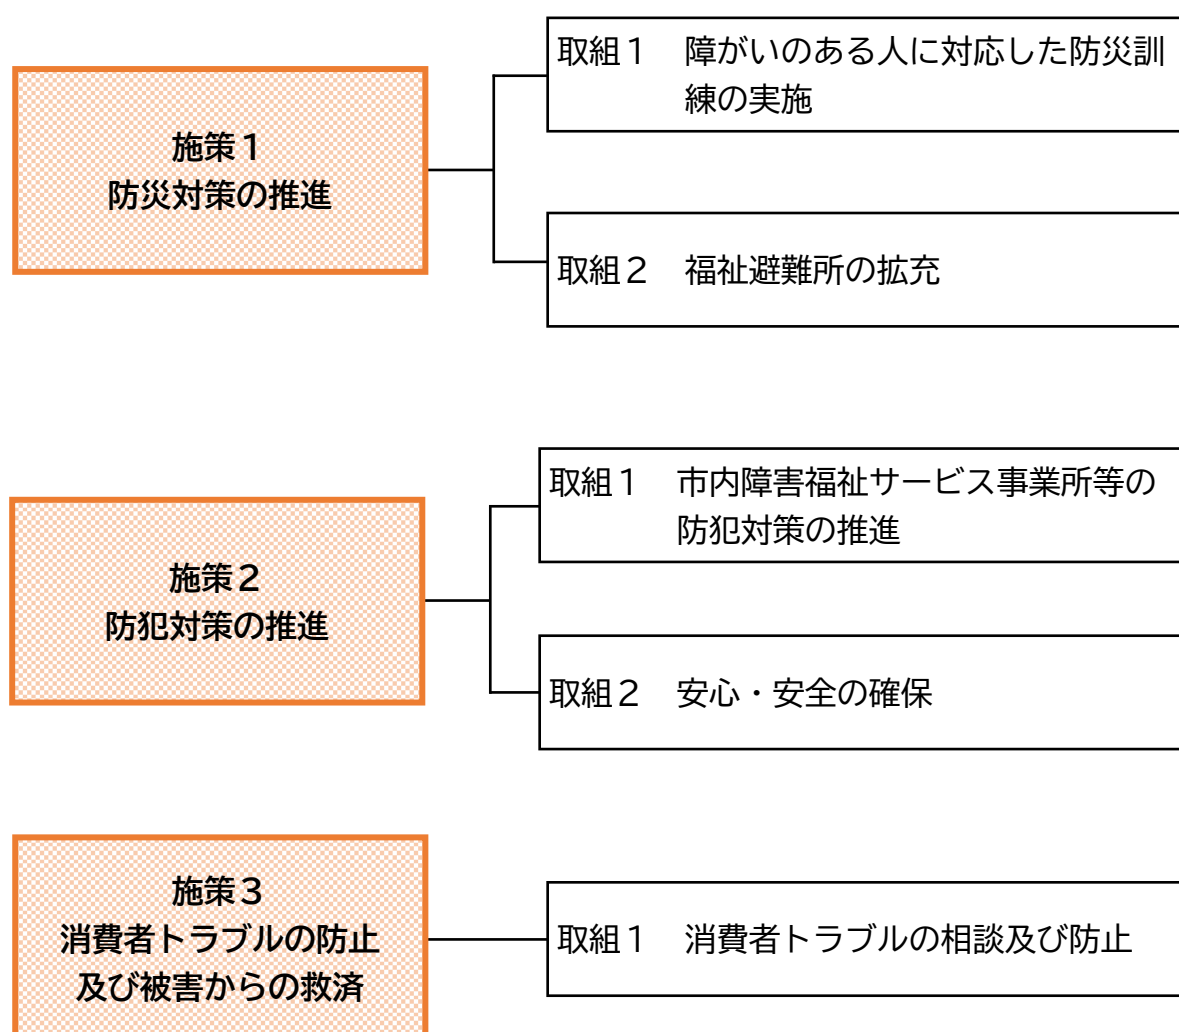 施策１
防災対策の推進
取組１　障がいのある人に対応した防災訓
練の実施
取組２　福祉避難所の拡充
施策２
防犯対策の推進
取組１　市内障害福祉サービス事業所等の
防犯対策の推進
取組２　安心・安全の確保
施策３
消費者トラブルの防止
及び被害からの救済
取組１　消費者トラブルの相談及び防止